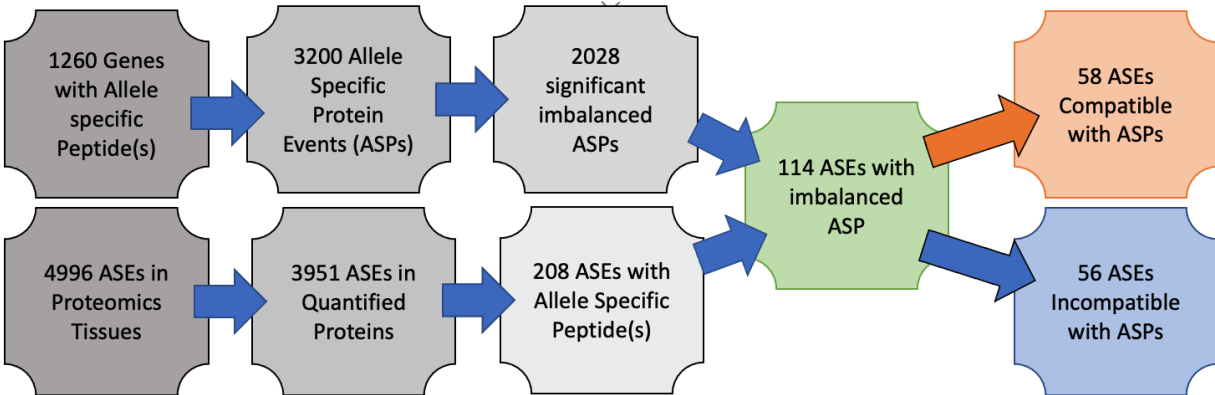 1260 Genes
with Allele
specific
Peptide(s)
3200 Allele
Specific
Protein
Events (ASPs)
2028
significant
imbalanced
ASPs
4996 ASEs in
Proteomics
Tissues
3951 ASEs in
Quantified
Proteins
208 ASEs with
Allele Specific
Peptide(s)
114 ASEs with
imbalanced
ASP
58 ASEs
Compatible
with ASPs
56 ASEs
Incompatible
with ASPs